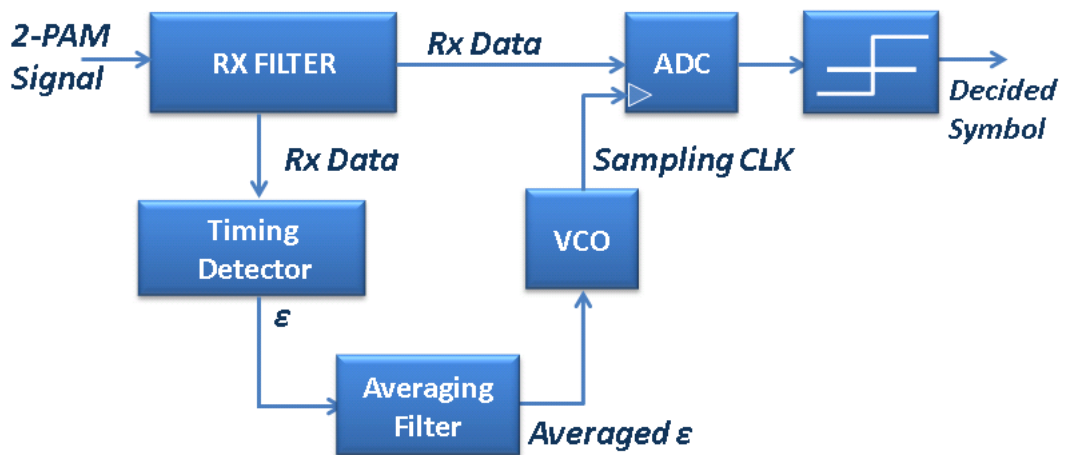 2-PAM
Signal
RX FILTER
Rx Data
ADC
Decided
Symbol
Rx Data
Sampling CLK
Timing
Detector
VCO
ε
Averaging
Filter
Averaged ε